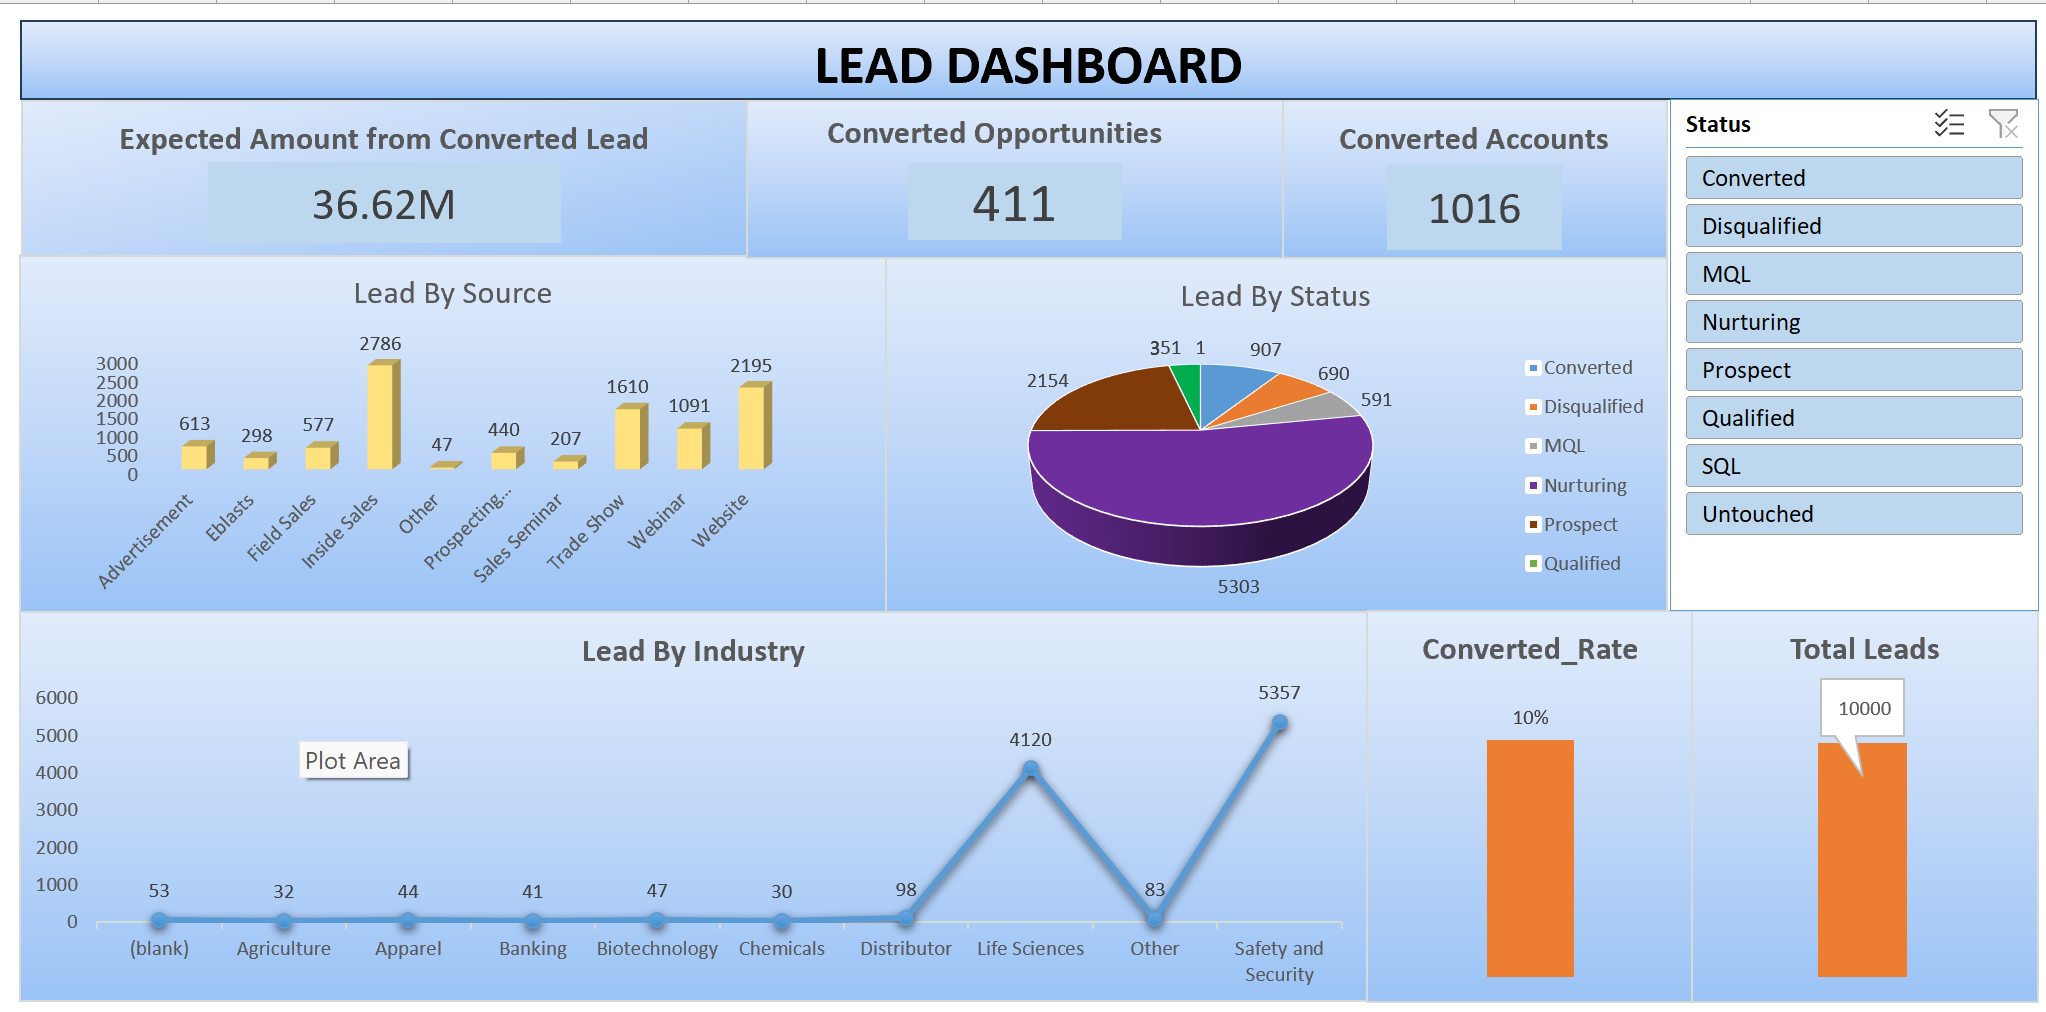 LEAD DASHBOARD
Expected Amount from Converted Lead
36.62M
Converted Opportunities
411
Converted Accounts
1016
Status
Converted
Disqualified
MQL
Nurturing
Prospect
Qualified
SQL
Untouched
Lead By Source
3000
2500
2000
1500
1000
500
0
613
298
577
2786
47
440
207
1610
1091
2195
Advertisement
Eblasts
Field Sales
Inside Sales
Other
Prospecting...
Sales Seminar
Trade Show
Webinar
Website
Lead By Status
351
1
907
690
591
5303
2154
Converted
Disqualified
MQL
Nurturing
Prospect
Qualified
Lead By Industry
6000
5000
4000
3000
2000
1000
0
Plot Area
53
32
44
41
47
30
98
4120
83
5357
(blank)
Agriculture
Apparel
Banking
Biotechnology
Chemicals
Distributor
Life Sciences
Other
Safety and
Security
Converted_Rate
10%
Total Leads
10000